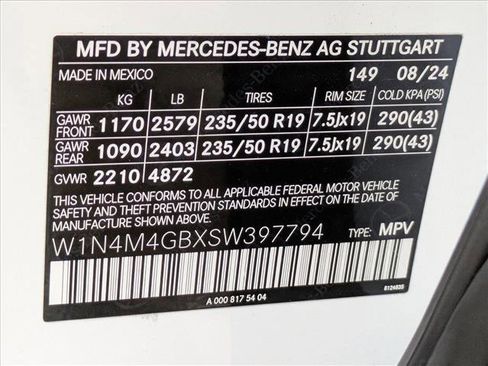 MFD BY MERCEDES-BENZ AG STUTTGART
MADE IN MEXICO 149 08/24
KG LB TIRES RIM SIZE COLD KPA (PSI)
GAWR FRONT 1170 2579 235/50 R19 7.5Jx19 290(43)
GAWR REAR 1090 2403 235/50 R19 7.5Jx19 290(43)
GVWR 2210 4872
THIS VEHICLE CONFORMS TO ALL APPLICABLE FEDERAL MOTOR VEHICLE
SAFETY AND THEFT PREVENTION STANDARDS IN EFFECT ON THE DATE
OF MANUFACTURE SHOWN ABOVE.
W1N4M4GBXSW397794 TYPE: MPV
A 000 817 54 04